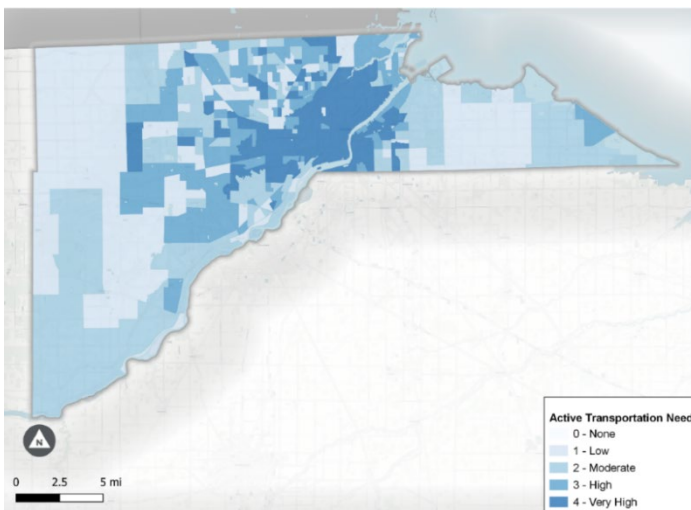 N
0 2.5 5 mi
Active Transportation Need
0 - None
1 - Low
2 - Moderate
3 - High
4 - Very High